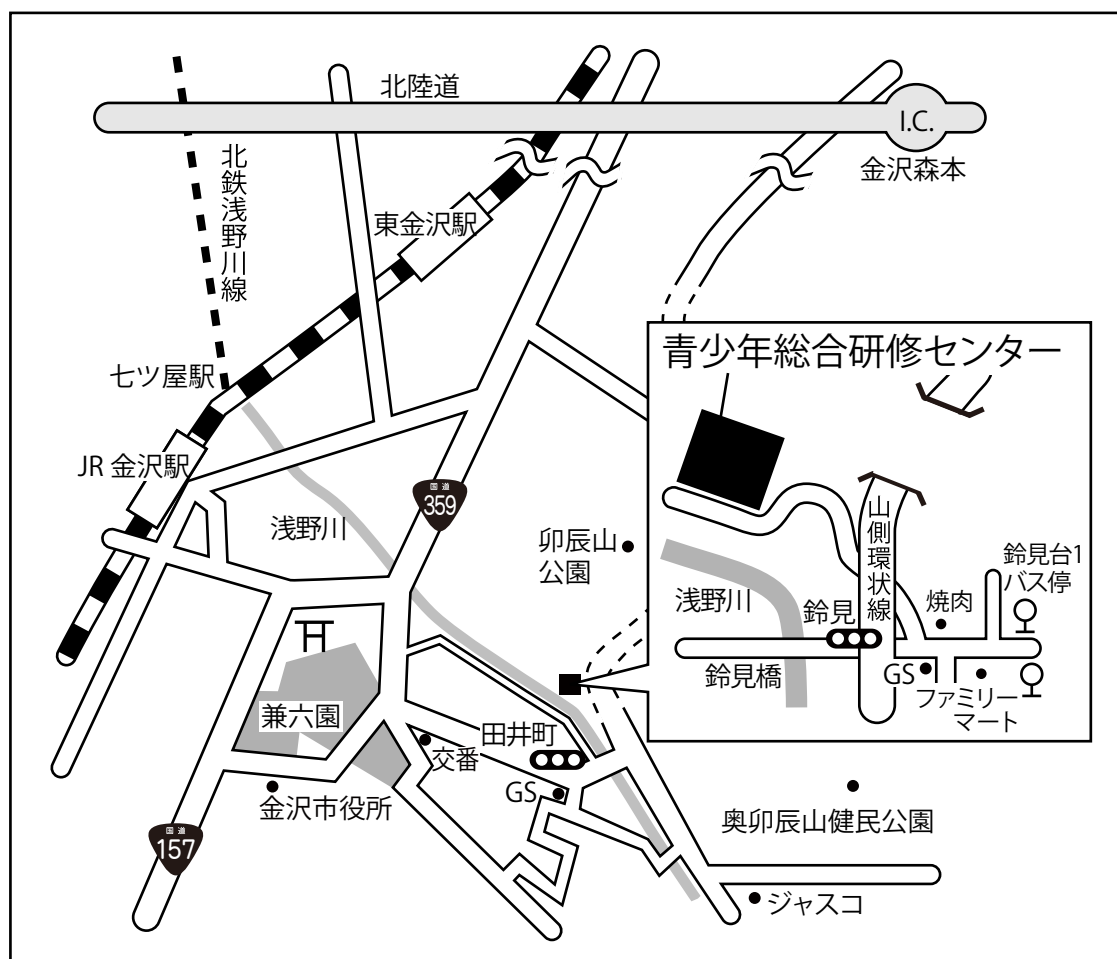 北陸道
I.C.
金沢森本
北鉄浅野川線
東金沢駅
青少年総合研修センター
七ツ屋駅
JR 金沢駅
国道
359
浅野川
卯辰山
公園
山側環状線
鈴見台1
バス停
浅野川
鈴見
焼肉
鈴見橋
GS
ファミリー
マート
兼六園
田井町
交番
GS
金沢市役所
奥卯辰山健民公園
国道
157
ジャスコ